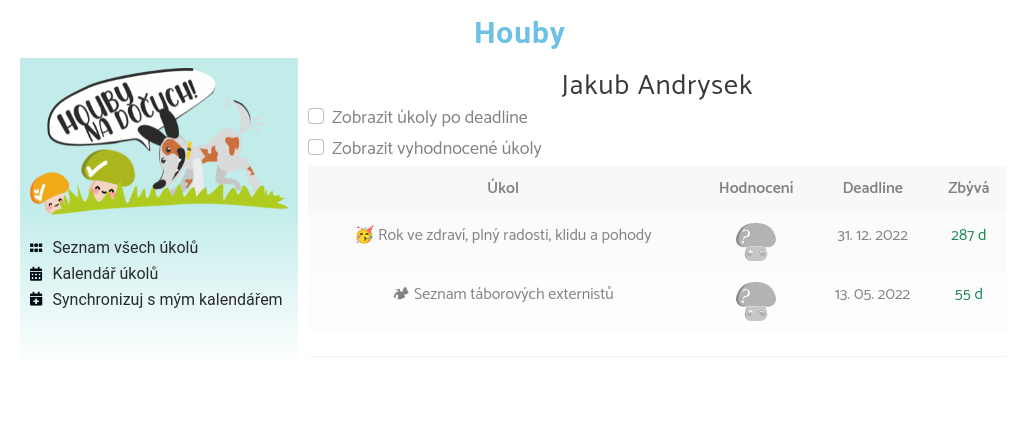 Houby
HOUBY
NA DOČUCH!
Seznam všech úkolů
Kalendář úkolů
Synchronizuj s mým kalendářem
Jakub Andrysek
Zobrazit úkoly po deadline
Zobrazit vyhodnocené úkoly
Úkol Hodnocení Deadline Zbývá
🥳 Rok ve zdraví, plný radosti, klidu a pohody ? 31. 12. 2022 287 d
🏕 Seznam táborových externistů ? 13. 05. 2022 55 d